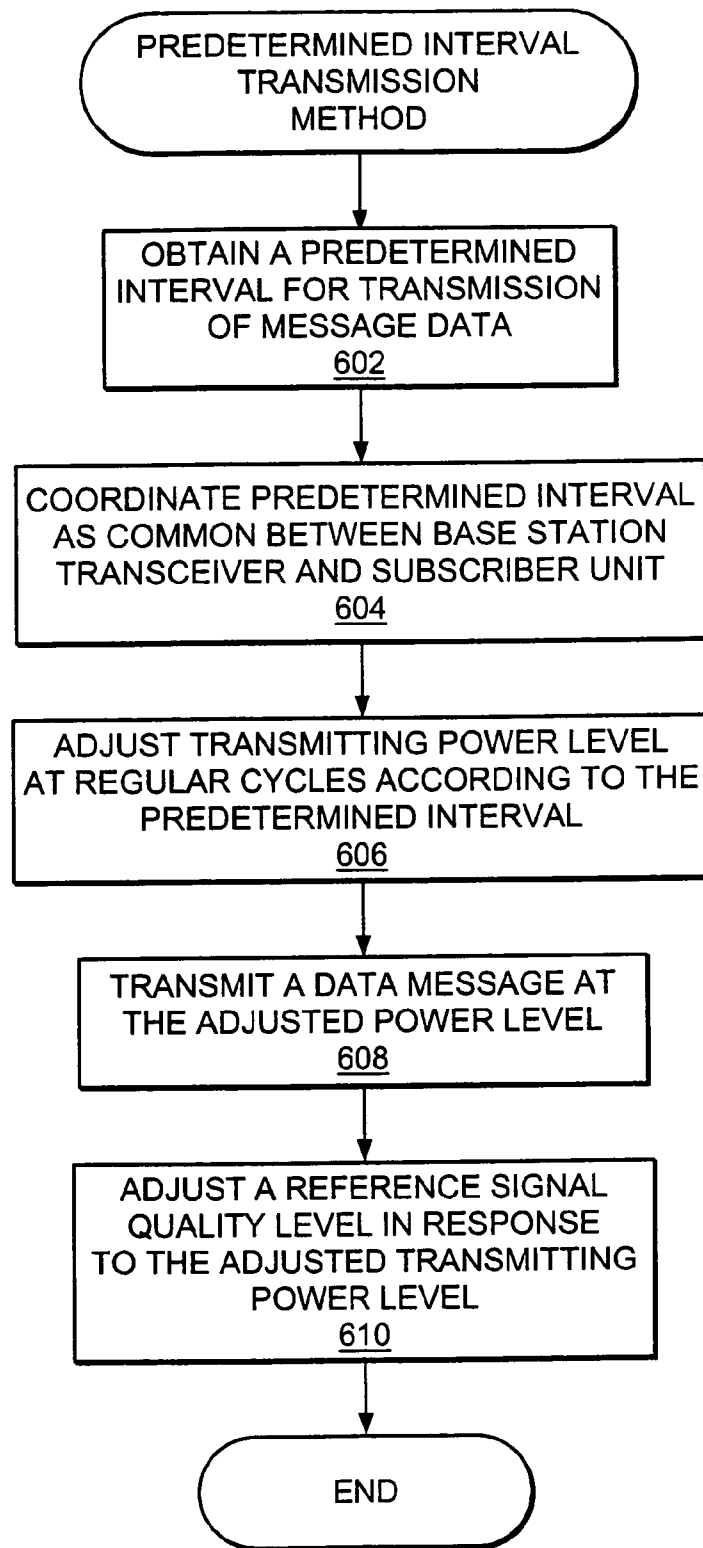 PREDETERMINED INTERVAL
TRANSMISSION
METHOD
OBTAIN A PREDETERMINED
INTERVAL FOR TRANSMISSION
OF MESSAGE DATA
602
COORDINATE PREDETERMINED INTERVAL
AS COMMON BETWEEN BASE STATION
TRANSCEIVER AND SUBSCRIBER UNIT
604
ADJUST TRANSMITTING POWER LEVEL
AT REGULAR CYCLES ACCORDING TO THE
PREDETERMINED INTERVAL
606
TRANSMIT A DATA MESSAGE AT
THE ADJUSTED POWER LEVEL
608
ADJUST A REFERENCE SIGNAL
QUALITY LEVEL IN RESPONSE
TO THE ADJUSTED TRANSMITTING
POWER LEVEL
610
END